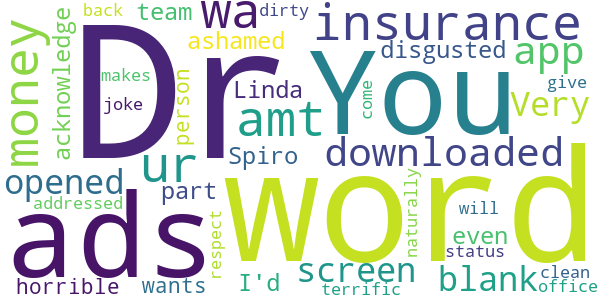 back
team
wa
dirty
insurance
money
acknowledge
Dr
ashamed
You
disgusted
app
makes
joke
person
Linda
amt
come
give
Very
ur
Spiro
downloaded
opened
part
word
addressed
ads
respect
naturally
will
even
status
horrible
wants
I'd
screen
terrific
blank
clean
office